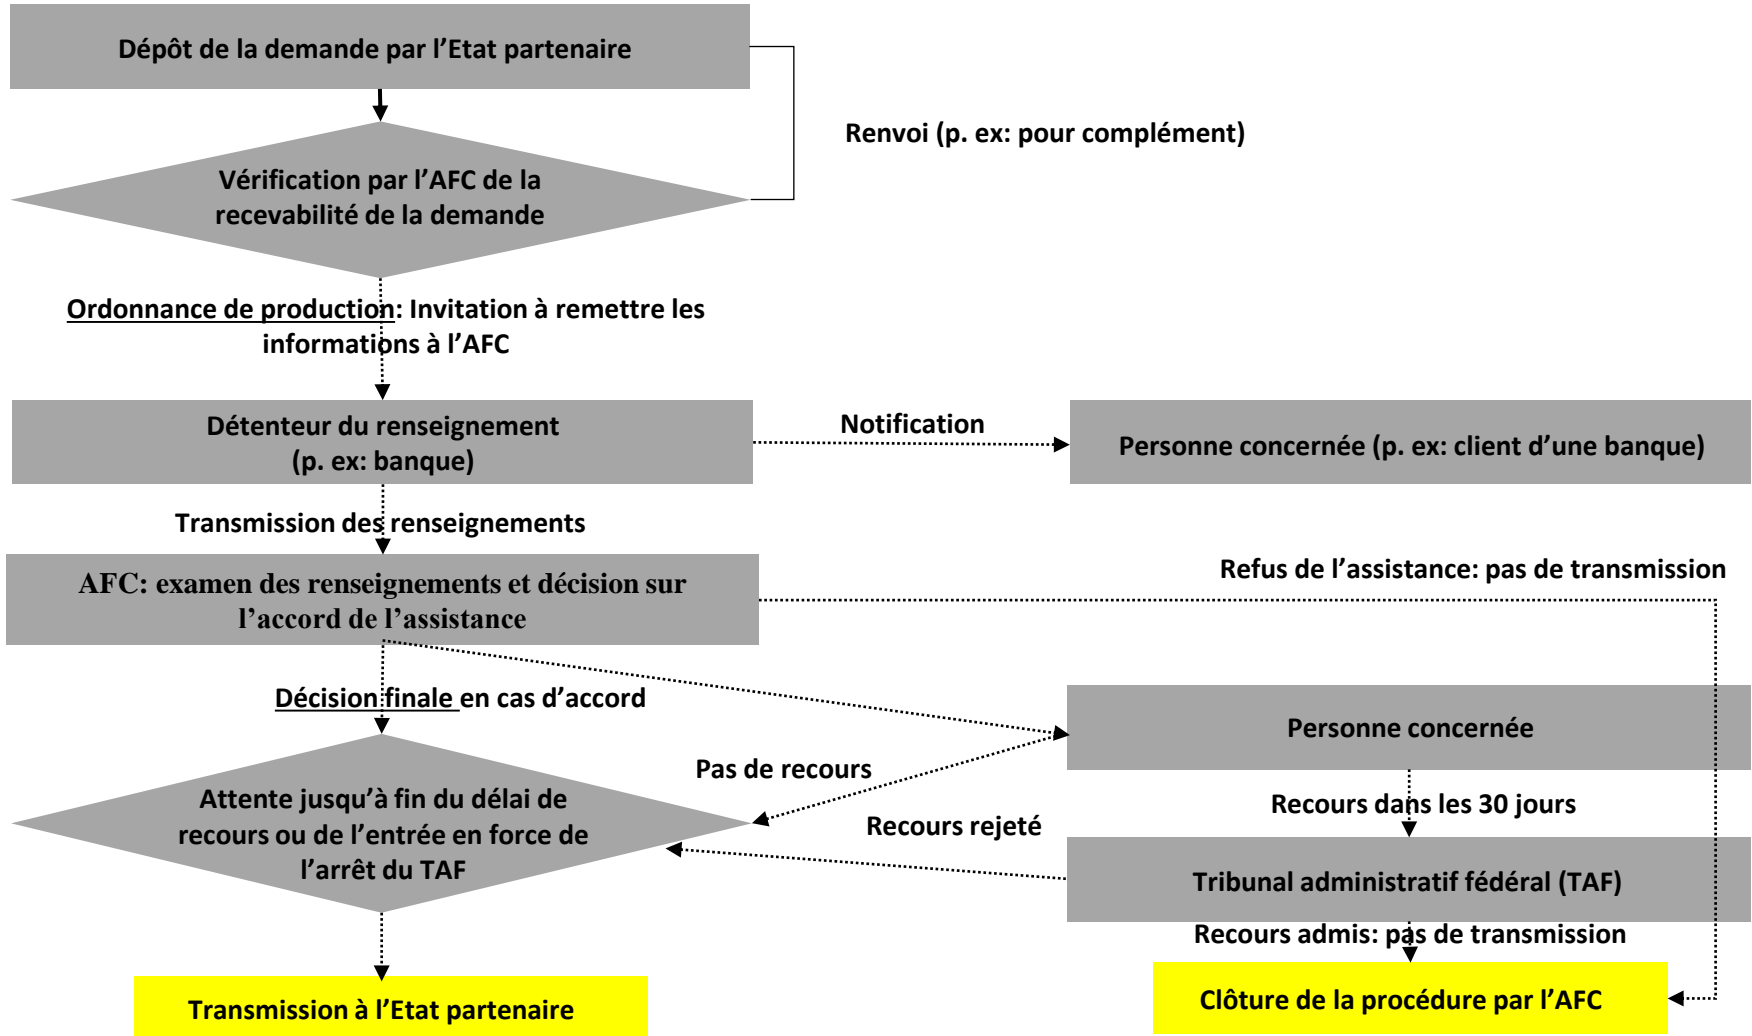 Dépôt de la demande par l’Etat partenaire
Renvoi (p. ex: pour complément)
Vérification par l’AFC de la
recevabilité de la demande
Ordonnance de production: Invitation à remettre les
informations à l’AFC
Détenteur du renseignement
(p. ex: banque)
Notification
Personne concernée (p. ex: client d’une banque)
Transmission des renseignements
AFC: examen des renseignements et décision sur
l’accord de l’assistance
Refus de l’assistance: pas de transmission
Décision finale en cas d’accord
Personne concernée
Pas de recours
Attente jusqu’à fin du délai de
recours ou de l’entrée en force de
l’arrêt du TAF
Recours dans les 30 jours
Recours rejeté
Tribunal administratif fédéral (TAF)
Recours admis: pas de transmission
Transmission à l’Etat partenaire
Clôture de la procédure par l’AFC